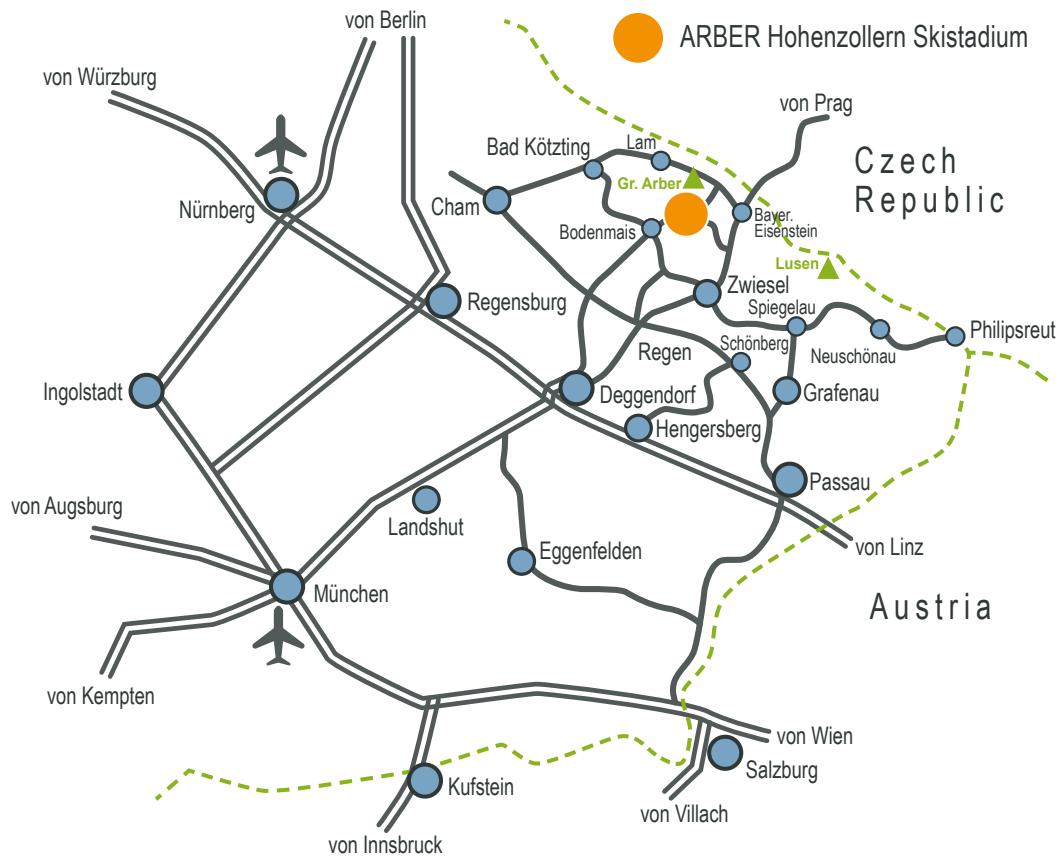 von Berlin
ARBER Hohenzollern Skistadium
von Würzburg
von Prag
Lam
Bad Kötzting
Czech
Republic
Gr. Arber
Nürnberg
Cham
Bayer.
Eisenstein
Bodenmais
Lusen
Zwiesel
Regensburg
Spiegelau
Philipsreut
Schönberg
Regen
Neuschönau
Ingolstadt
Deggendorf
Grafenau
Hengersberg
Passau
von Augsburg
Landshut
Eggenfelden
von Linz
München
Austria
von Kempten
von Wien
Salzburg
Kufstein
von Villach
von Innsbruck